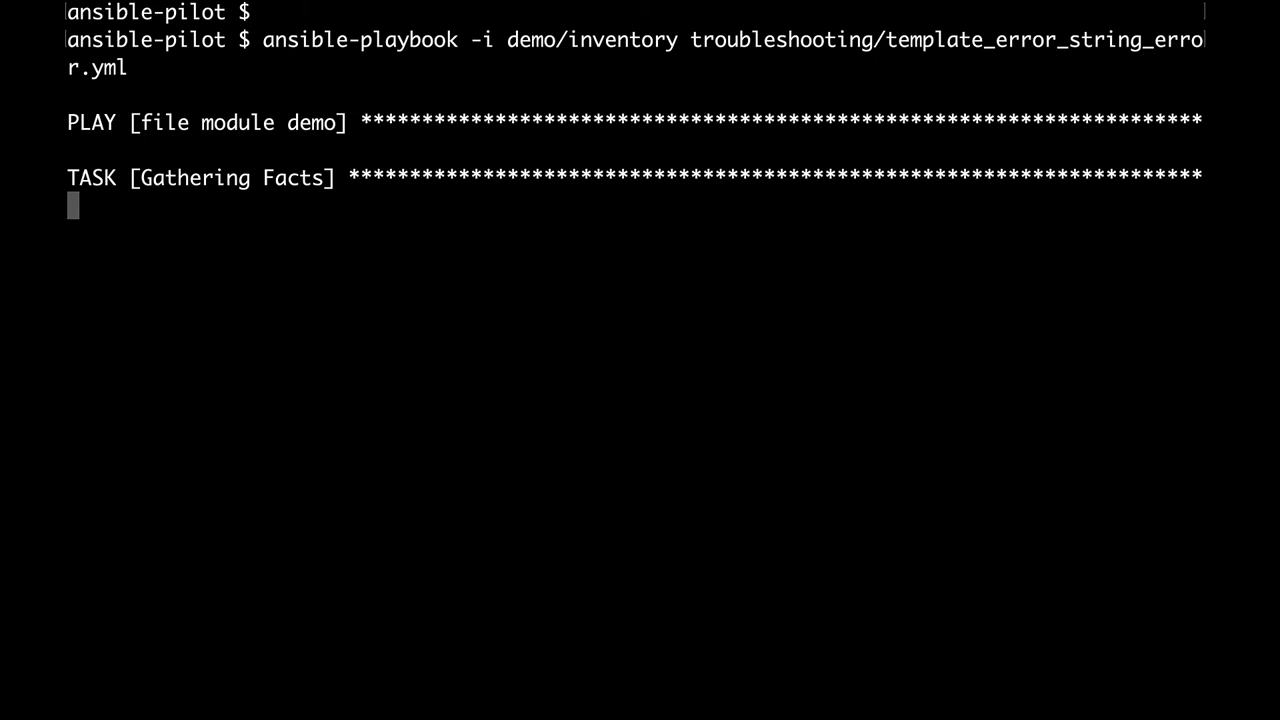 ansible-pilot $
ansible-pilot $ ansible-playbook -i demo/inventory troubleshooting/template_error_string_erro
r.yml
PLAY [file module demo] *********************************************************************
TASK [Gathering Facts] **********************************************************************